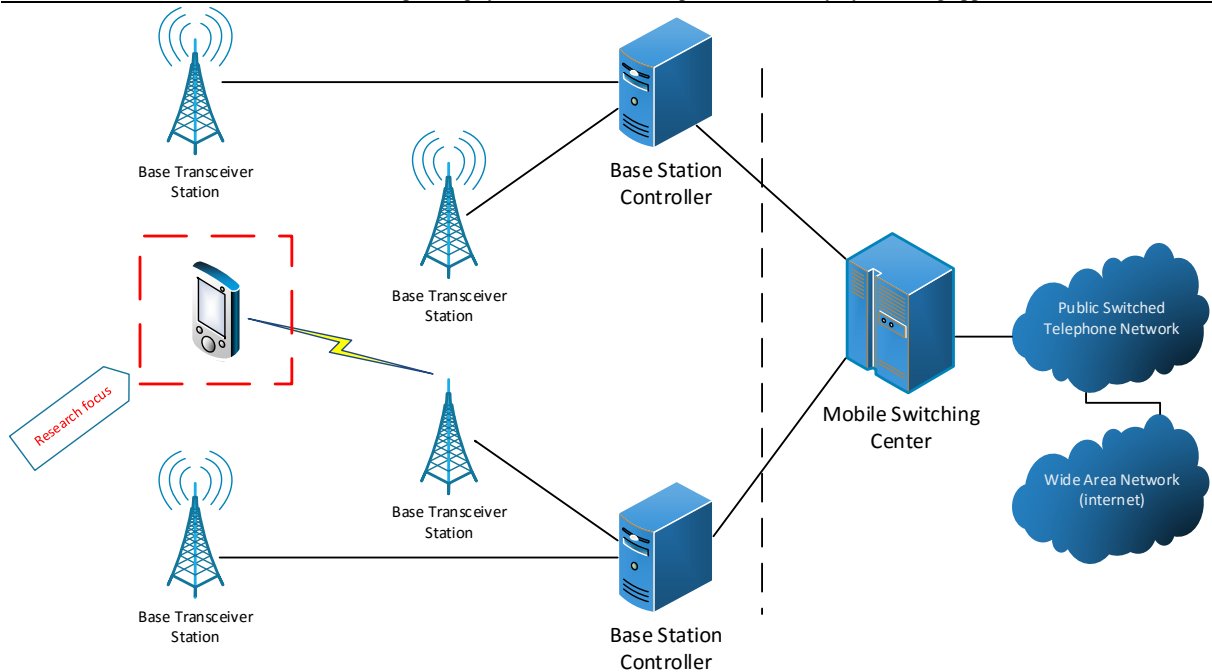 Base Transceiver
Station
Base Station
Controller
Base Transceiver
Station
Research focus
Public Switched
Telephone Network
Mobile Switching
Center
Wide Area Network
(internet)
Base Transceiver
Station
Base Transceiver
Station
Base Station
Controller